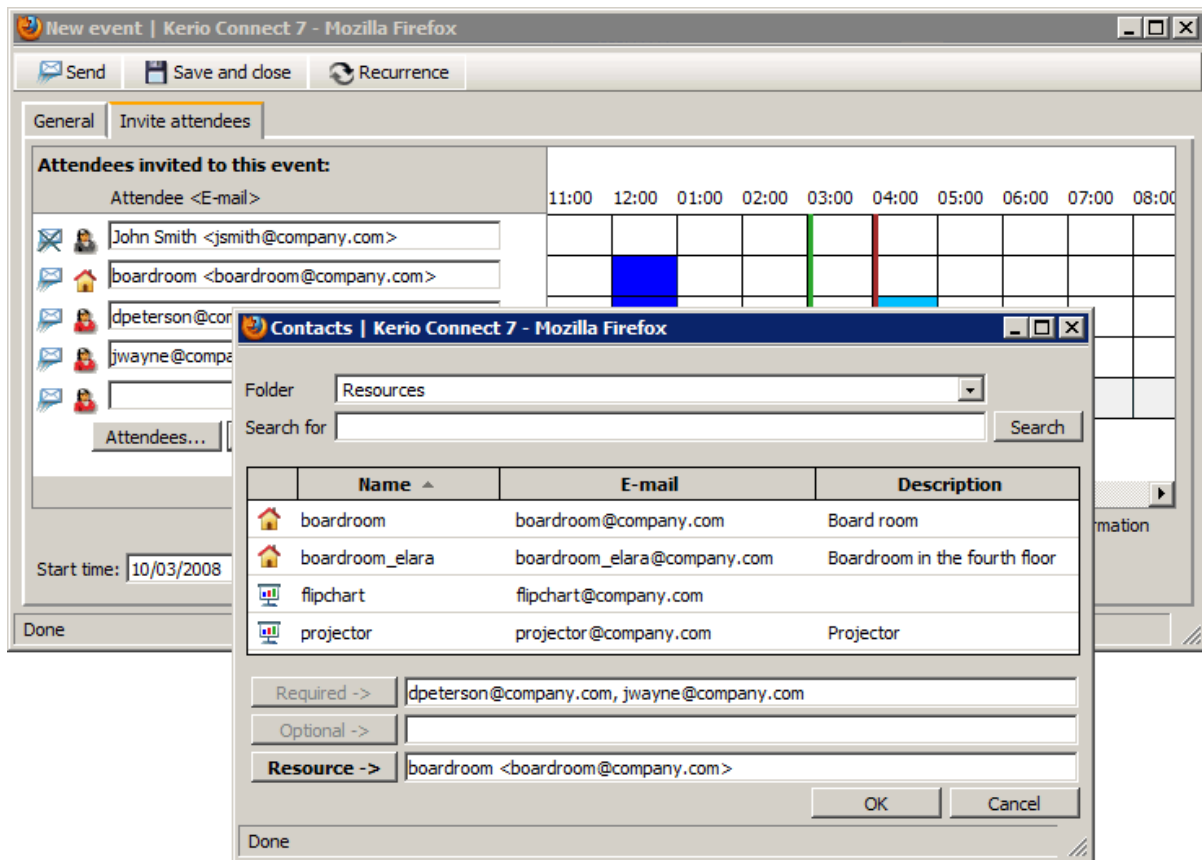 New event | Kerio Connect 7 - Mozilla Firefox
Send Save and close Recurrence
General Invite attendees
Attendees invited to this event:
Attendee <E-mail> 11:00 12:00 01:00 02:00 03:00 04:00 05:00 06:00 07:00 08:00
John Smith <jsmith@company.com>
boardroom <boardroom@company.com>
dpeterson@com
jwayne@compa
Attendees...
mation
Start time: 10/03/2008
Done
Contacts | Kerio Connect 7 - Mozilla Firefox
Folder Resources
Search for Search
Name E-mail Description
boardroom boardroom@company.com Board room
boardroom_elara boardroom_elara@company.com Boardroom in the fourth floor
flipchart flipchart@company.com
projector projector@company.com Projector
Required -> dpeterson@company.com, jwayne@company.com
Optional ->
Resource -> boardroom <boardroom@company.com>
OK Cancel
Done